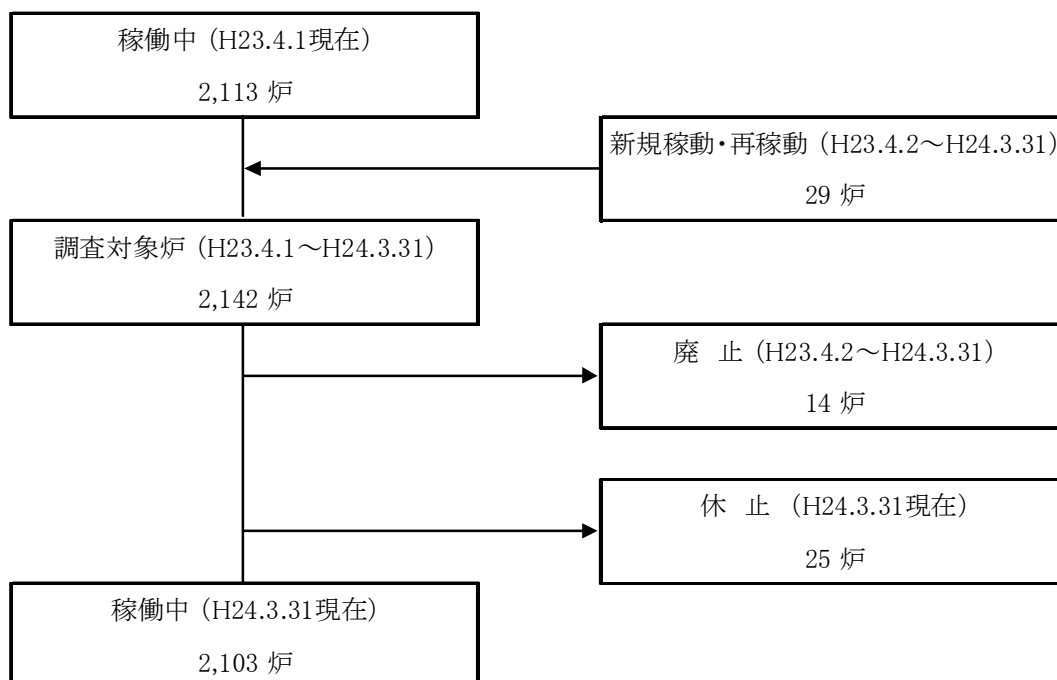 稼働中 (H23.4.1現在)
2,113 炉
新規稼動・再稼動 (H23.4.2～H24.3.31)
29 炉
調査対象炉 (H23.4.1～H24.3.31)
2,142 炉
廃 止 (H23.4.2～H24.3.31)
14 炉
休 止 (H24.3.31現在)
25 炉
稼働中 (H24.3.31現在)
2,103 炉